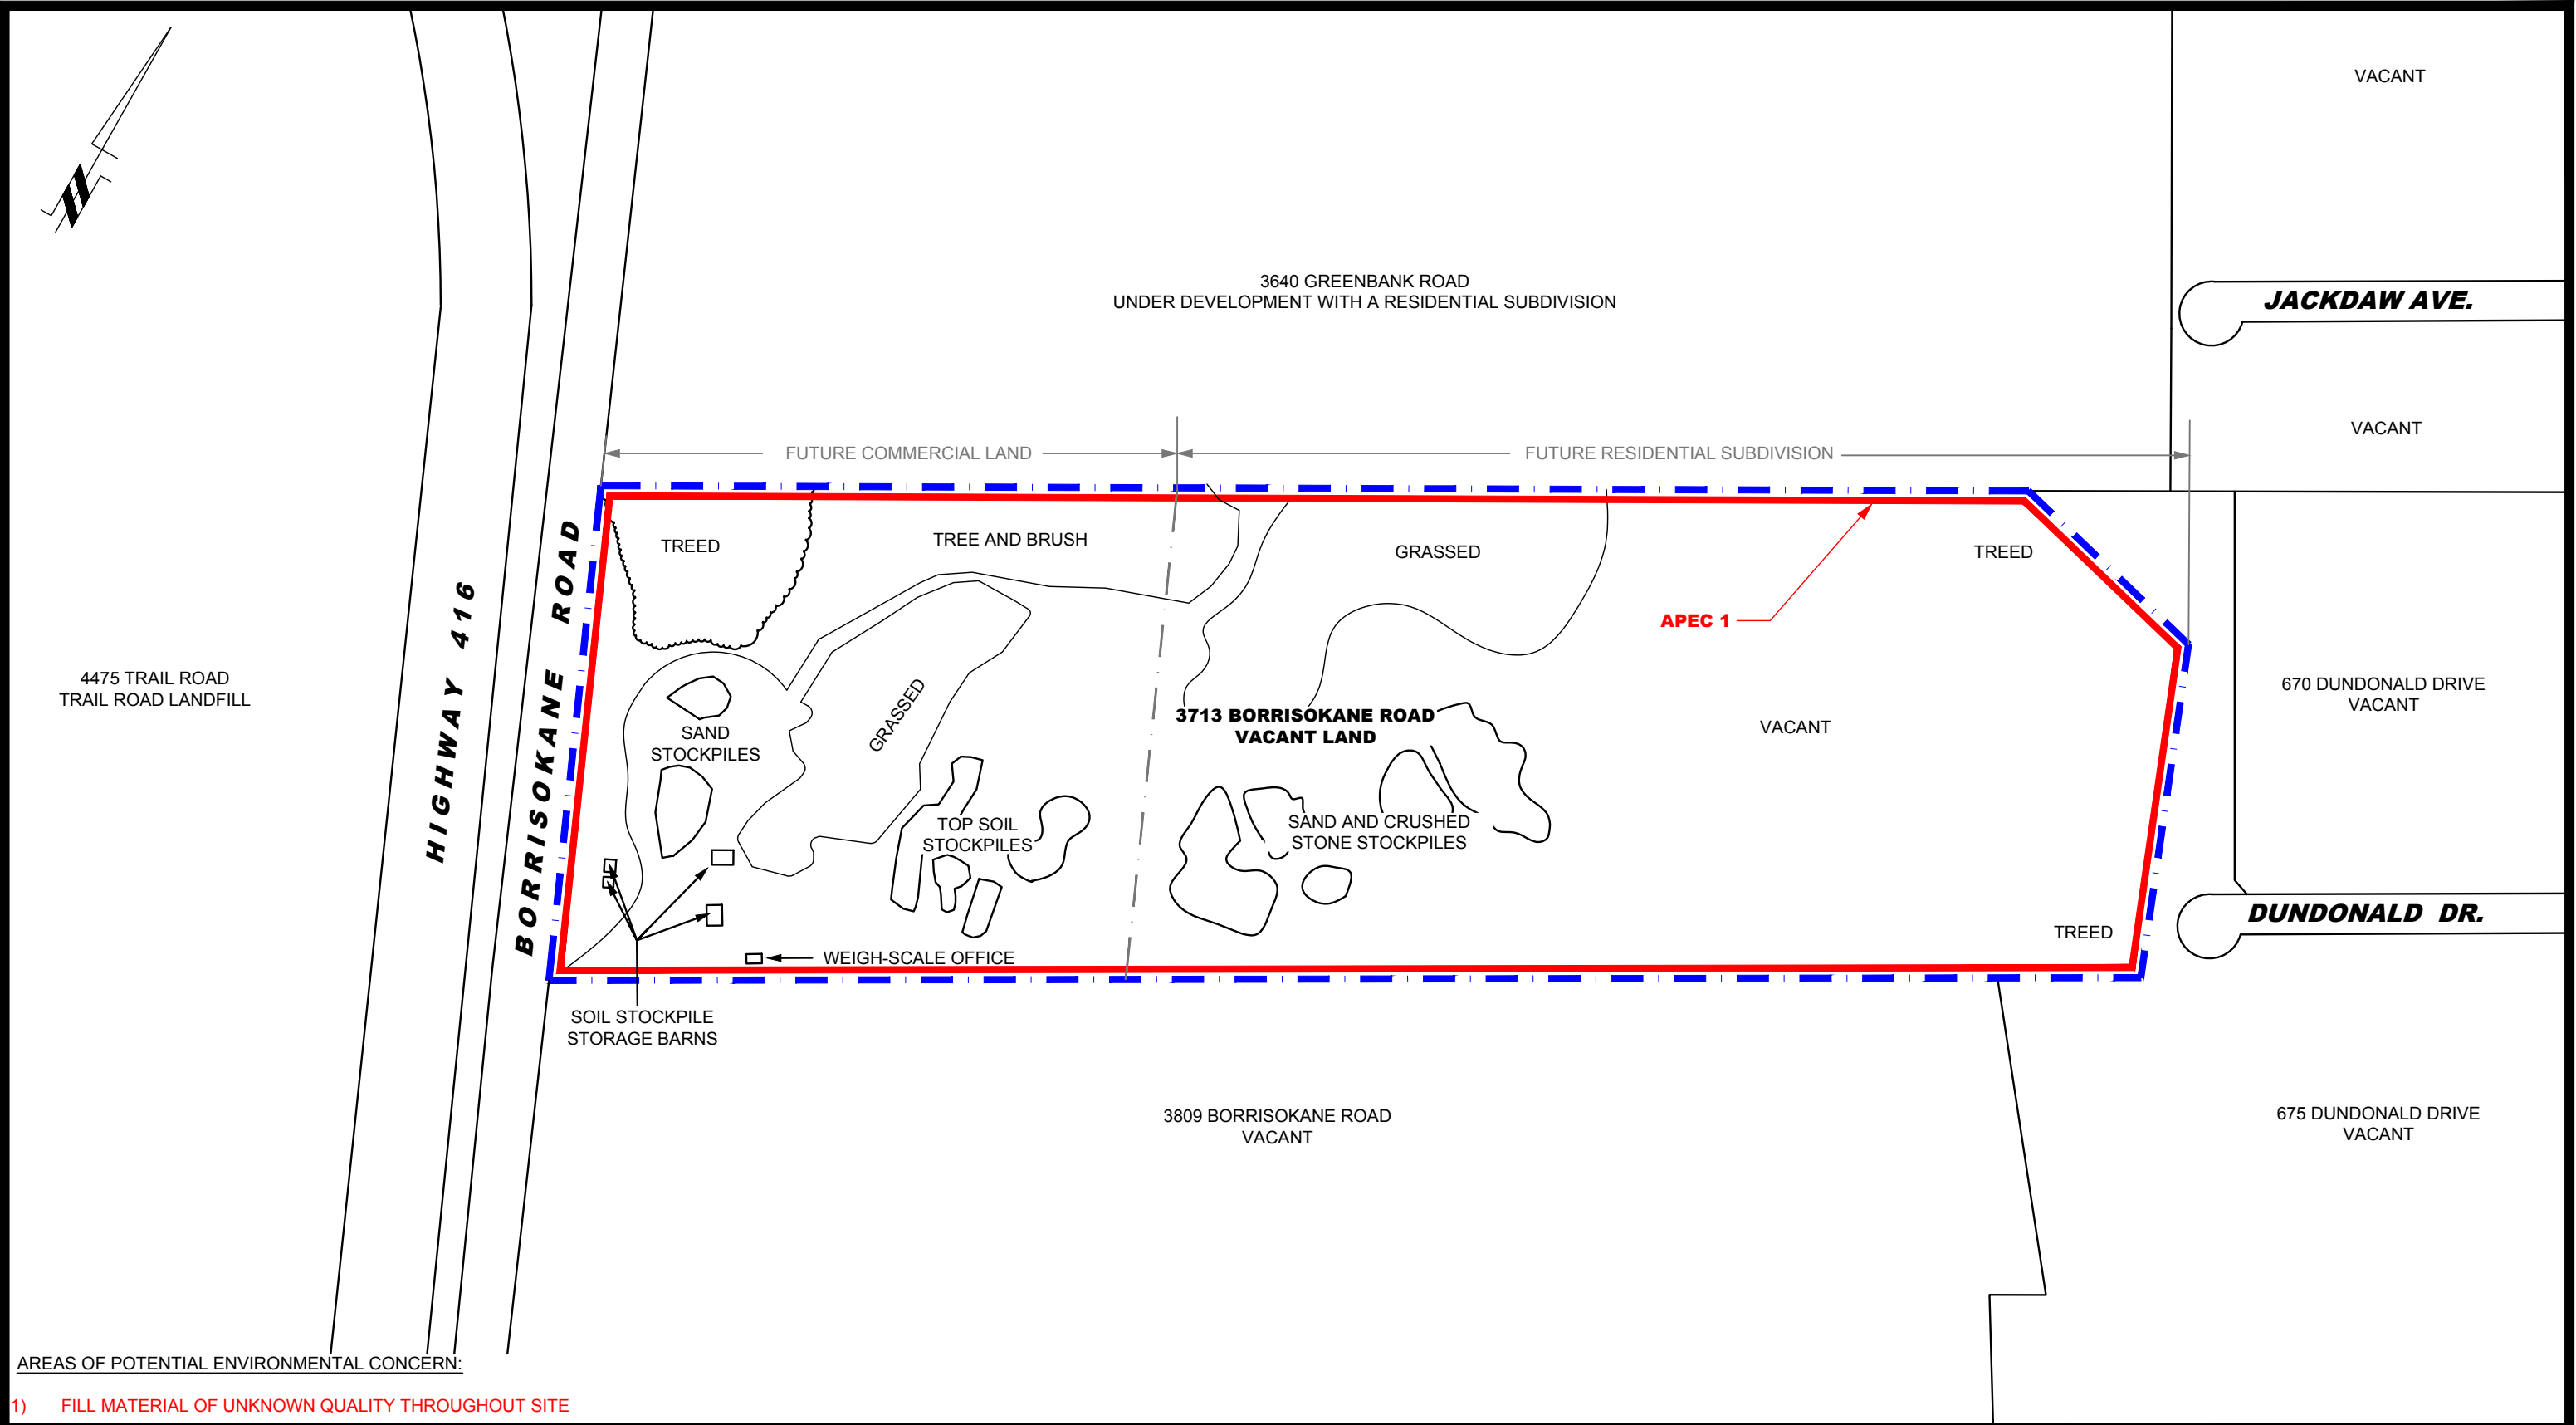 VACANT
3640 GREENBANK ROAD
UNDER DEVELOPMENT WITH A RESIDENTIAL SUBDIVISION
JACKDAW AVE.
VACANT
FUTURE COMMERCIAL LAND
FUTURE RESIDENTIAL SUBDIVISION
TREED
TREE AND BRUSH
GRASSED
TREED
APEC 1
HIGHWAY 416
BORRISOKANE ROAD
4475 TRAIL ROAD
TRAIL ROAD LANDFILL
SAND
STOCKPILES
GRASSED
3713 BORRISOKANE ROAD
VACANT LAND
VACANT
670 DUNDONALD DRIVE
VACANT
TOP SOIL
STOCKPILES
SAND AND CRUSHED
STONE STOCKPILES
DUNDONALD DR.
TREED
WEIGH-SCALE OFFICE
SOIL STOCKPILE
STORAGE BARNS
3809 BORRISOKANE ROAD
VACANT
675 DUNDONALD DRIVE
VACANT
AREAS OF POTENTIAL ENVIRONMENTAL CONCERN:
1) FILL MATERIAL OF UNKNOWN QUALITY THROUGHOUT SITE